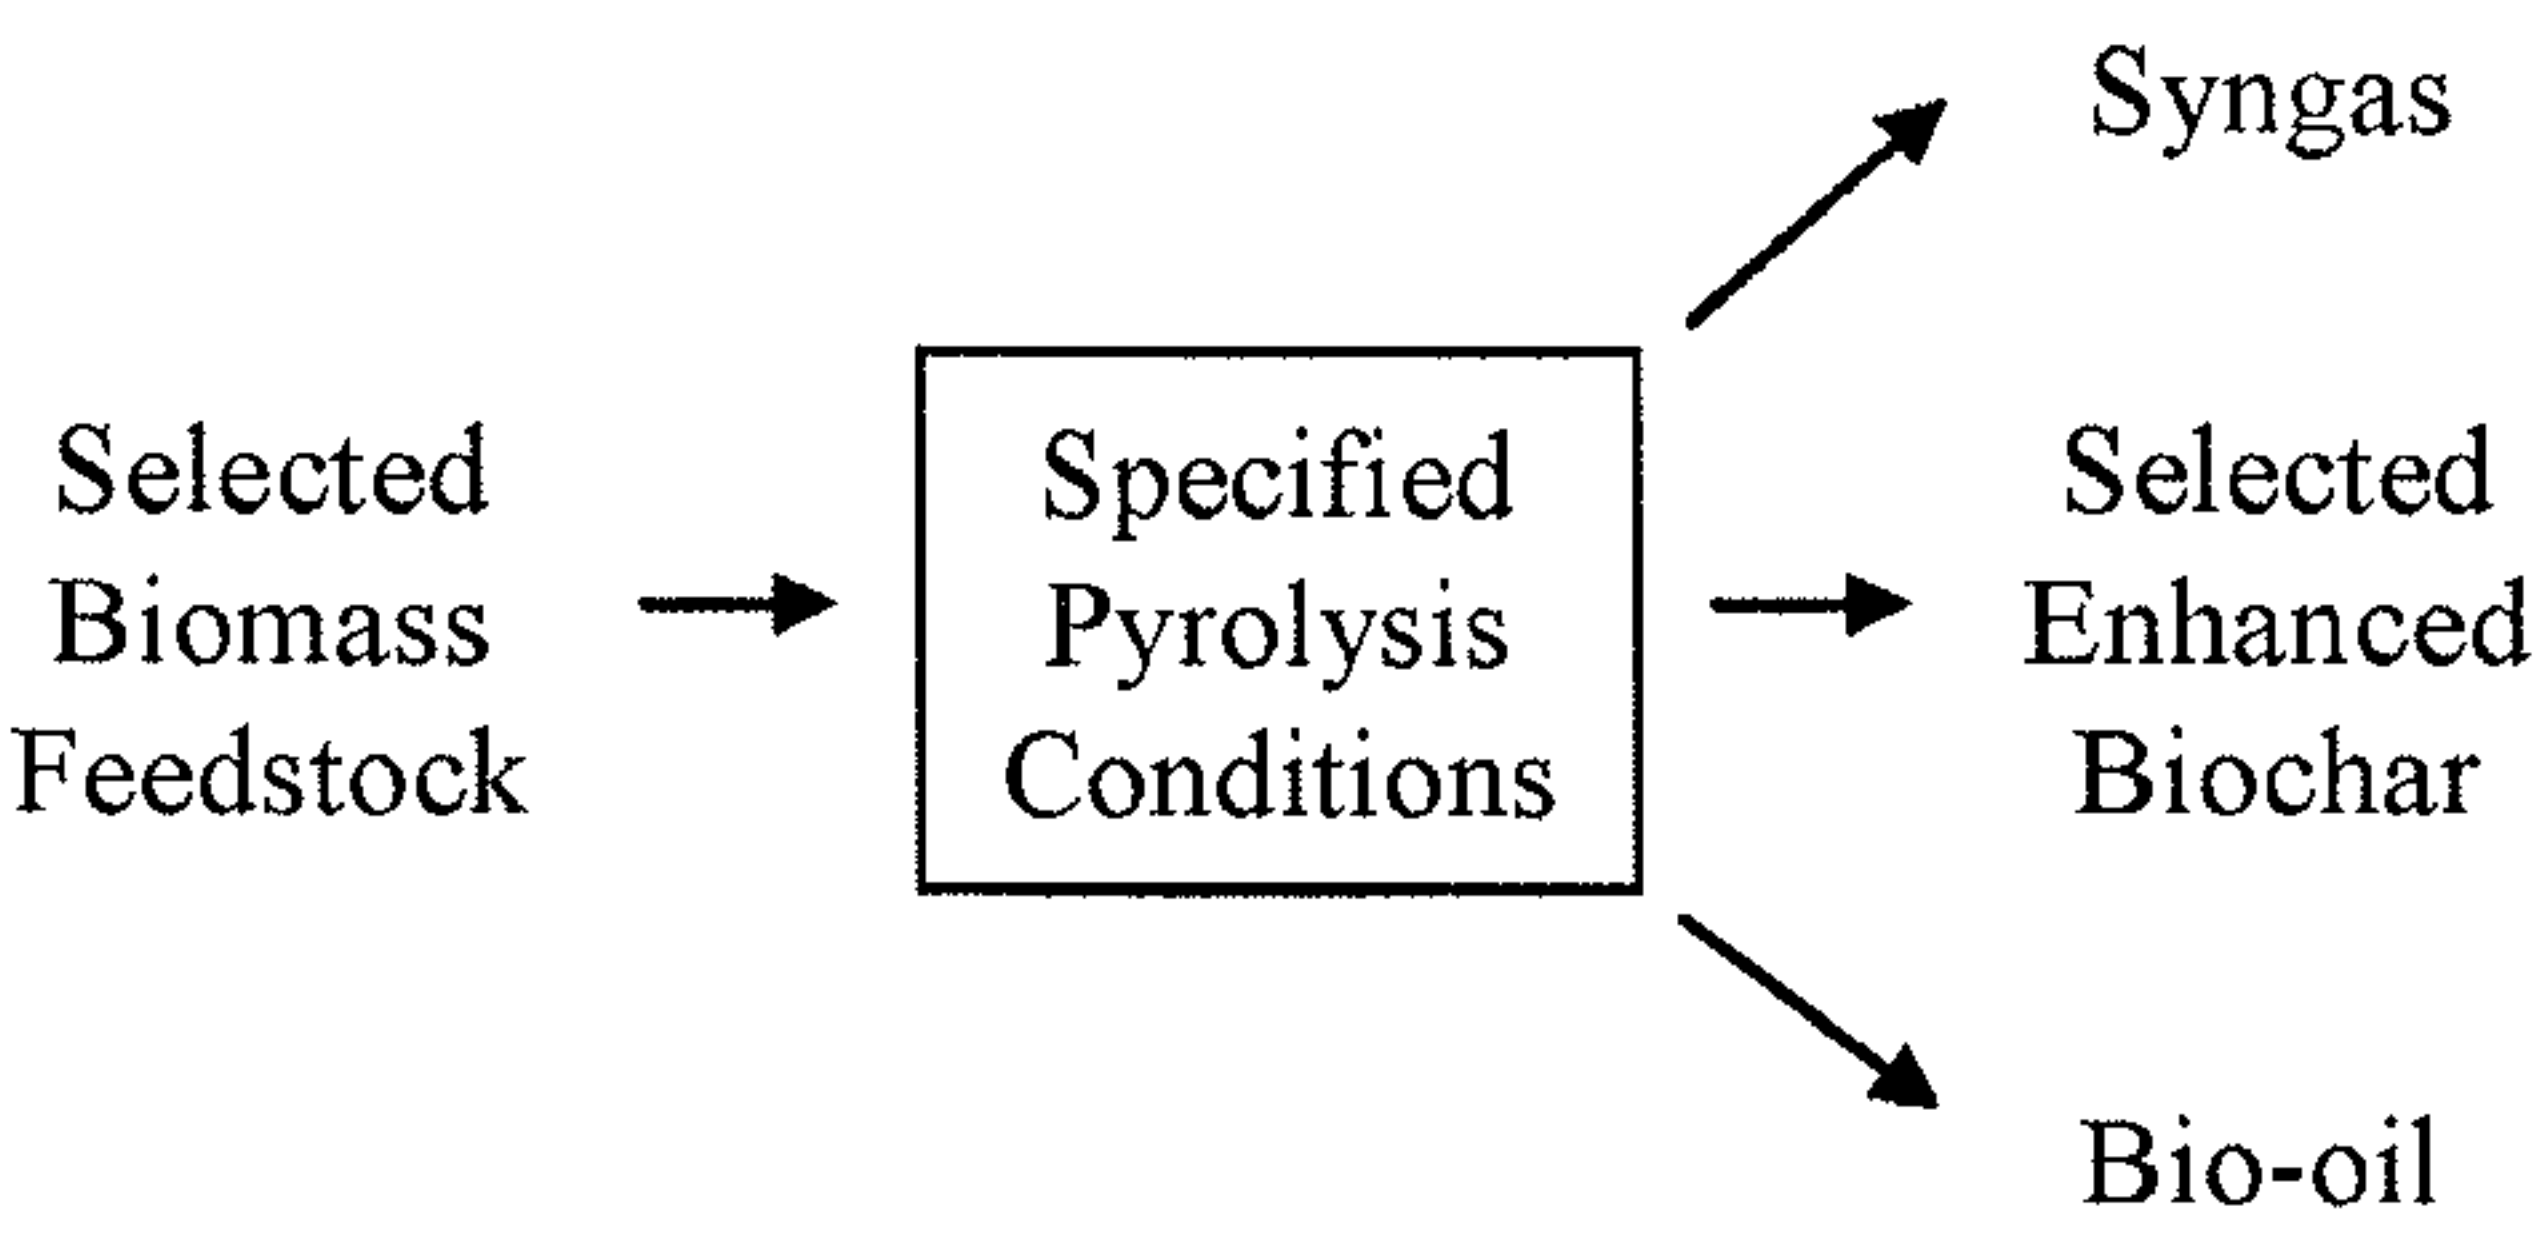 Syngas
Selected
Biomass
Feedstock
Specified
Pyrolysis
Conditions
Selected
Enhanced
Biochar
Bio-oil